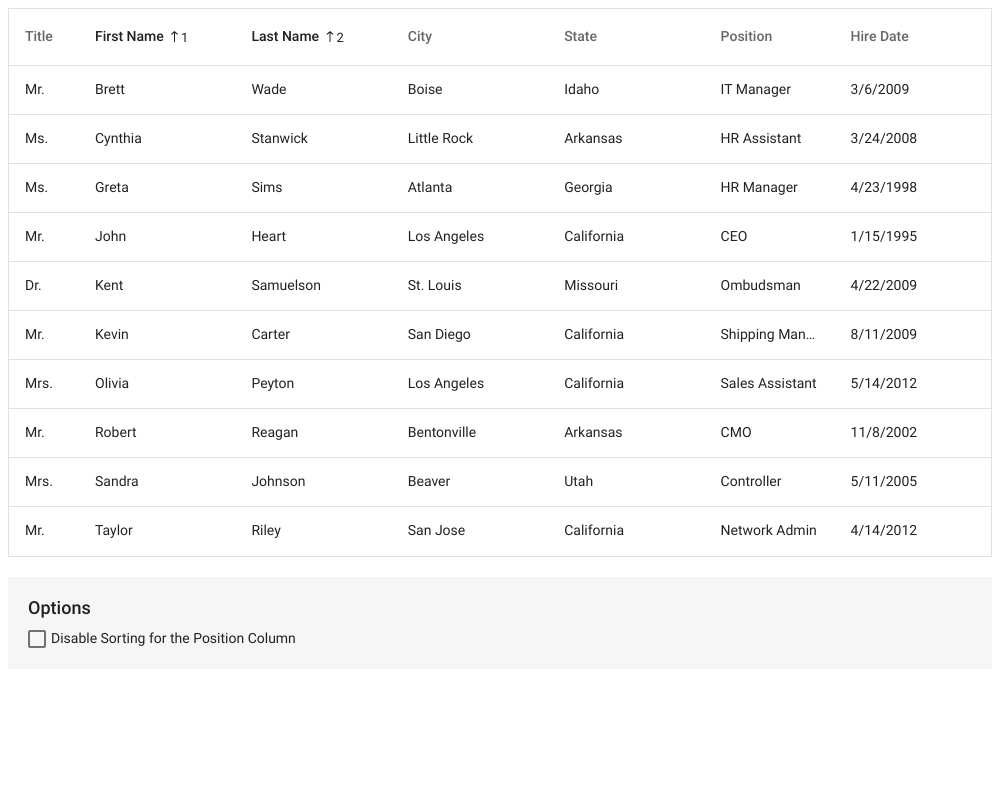 Title First Name ↑1 Last Name ↑2 City State Position Hire Date
Mr. Brett Wade Boise Idaho IT Manager 3/6/2009
Ms. Cynthia Stanwick Little Rock Arkansas HR Assistant 3/24/2008
Ms. Greta Sims Atlanta Georgia HR Manager 4/23/1998
Mr. John Heart Los Angeles California CEO 1/15/1995
Dr. Kent Samuelson St. Louis Missouri Ombudsman 4/22/2009
Mr. Kevin Carter San Diego California Shipping Man... 8/11/2009
Mrs. Olivia Peyton Los Angeles California Sales Assistant 5/14/2012
Mr. Robert Reagan Bentonville Arkansas CMO 11/8/2002
Mrs. Sandra Johnson Beaver Utah Controller 5/11/2005
Mr. Taylor Riley San Jose California Network Admin 4/14/2012
Options
Disable Sorting for the Position Column